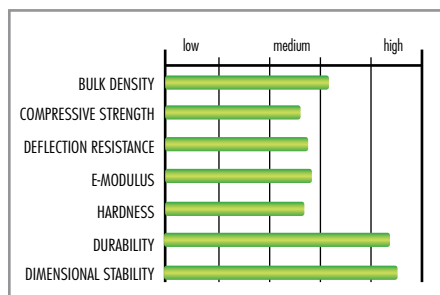 low medium high
BULK DENSITY
COMPRESSIVE STRENGTH
DEFLECTION RESISTANCE
E-MODULUS
HARDNESS
DURABILITY
DIMENSIONAL STABILITY